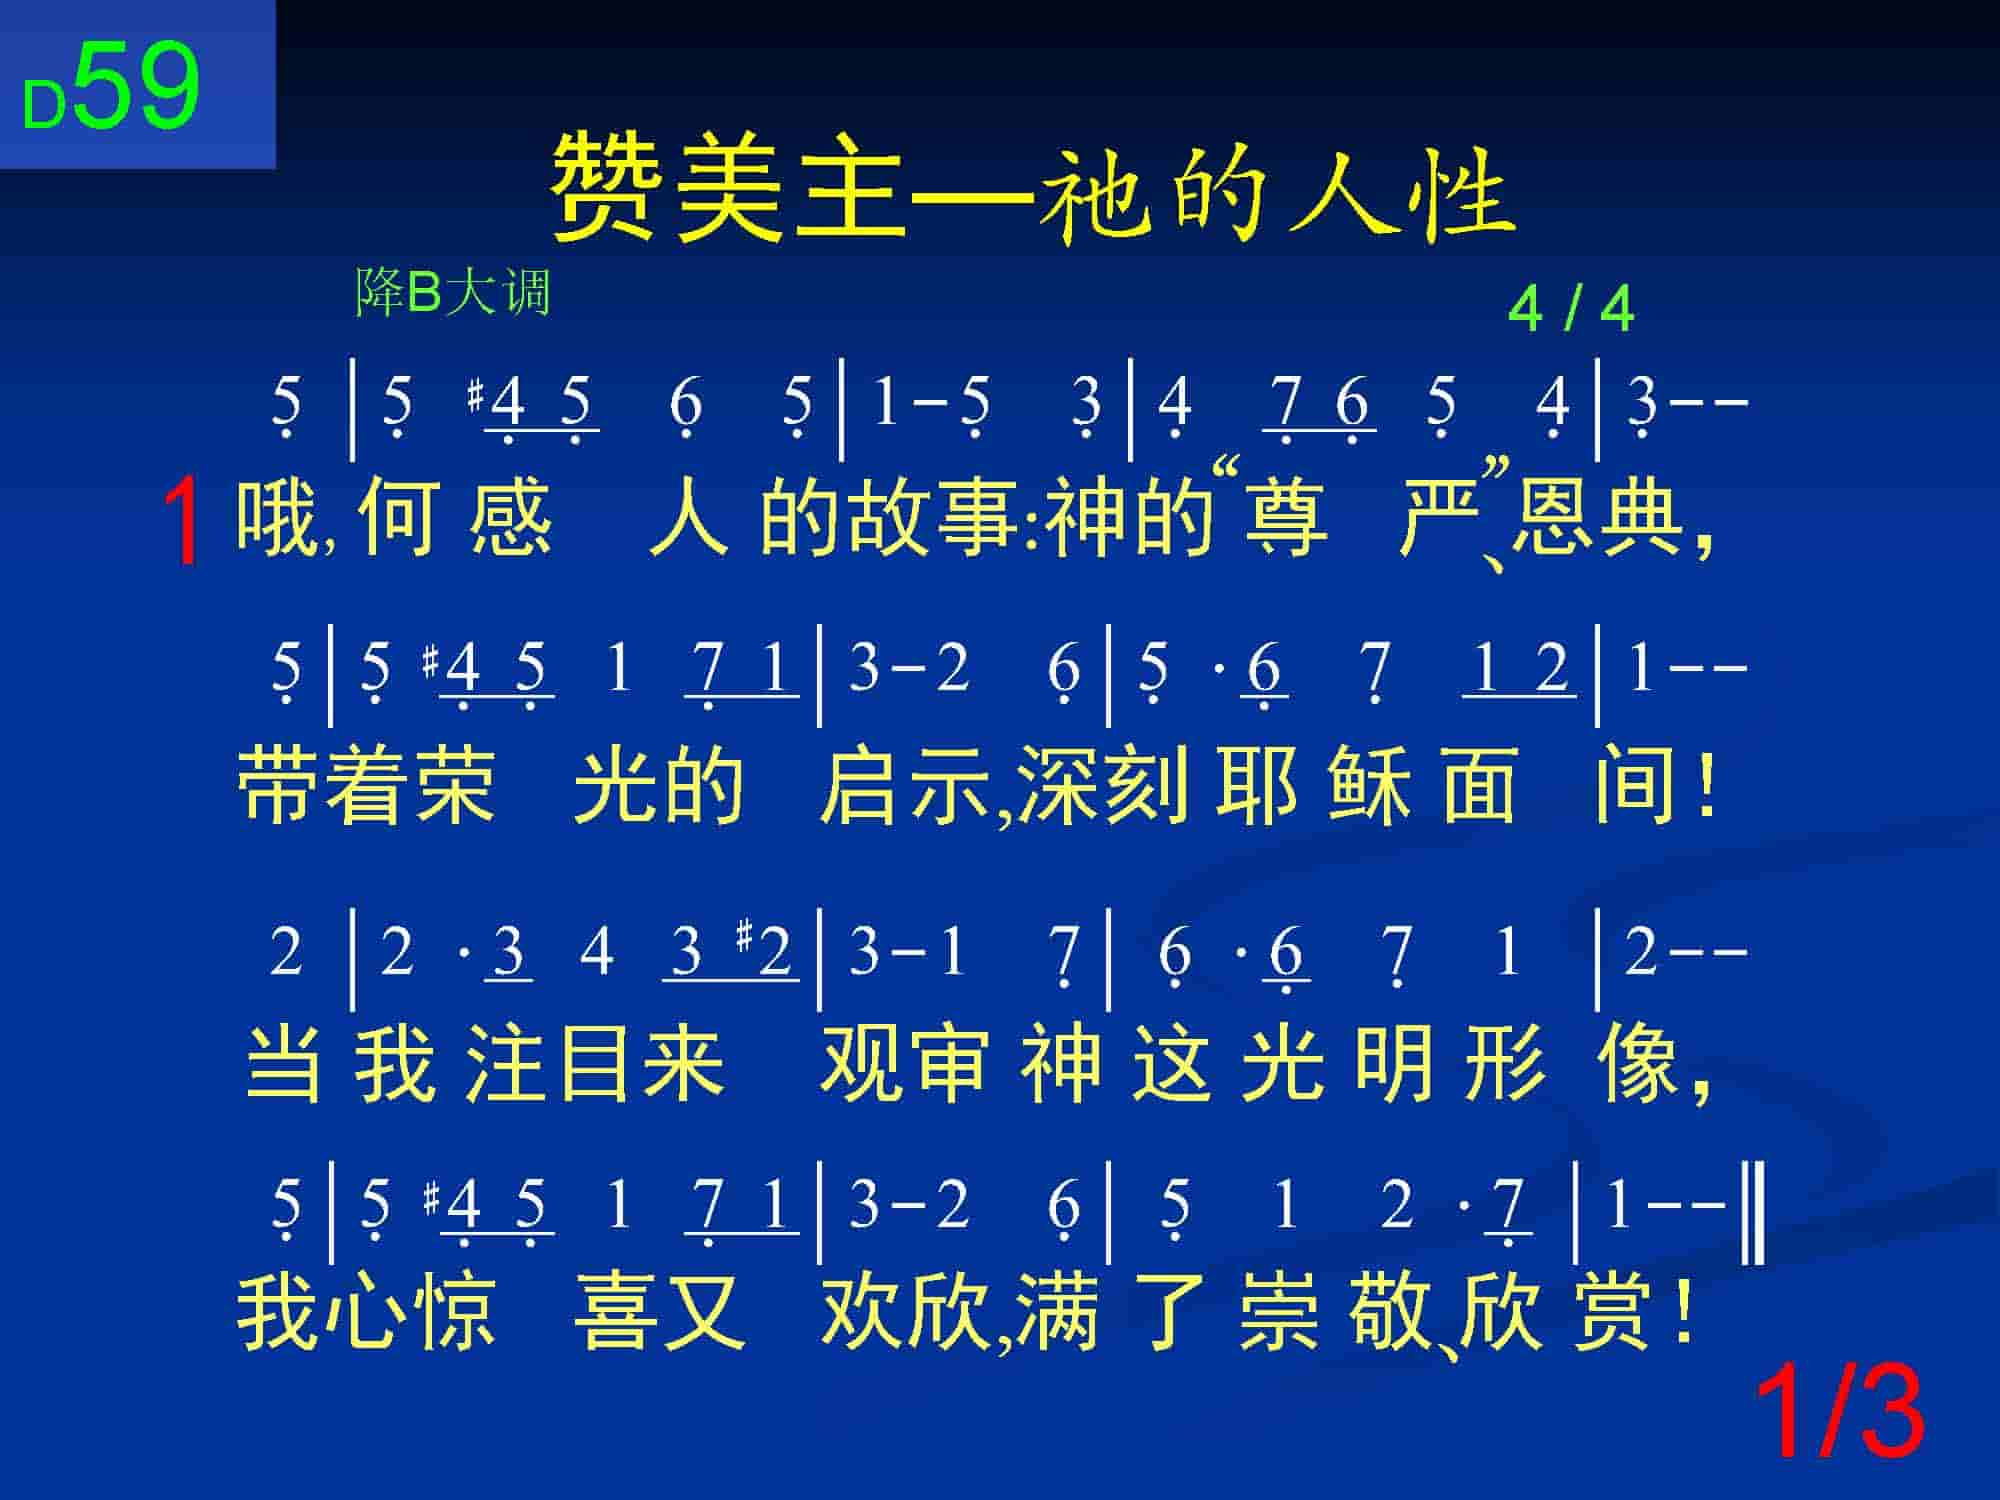 D59
赞美主—祂的人性
降B大调 4 / 4
5 | 5 #4 5 6 5 | 1 - 5 3 | 4 7 6 5 4 | 3 - -
1 哦,何感人的故事:神的“尊严”、恩典,
5 | 5 #4 5 1 7 1 | 3 - 2 6 | 5 · 6 7 1 2 | 1 - -
带着荣光的启示,深刻耶稣面间!
2 | 2 · 3 4 3 #2 | 3 - 1 7 | 6 · 6 7 1 | 2 - -
当我注目来观审神这光明形像,
5 | 5 #4 5 1 7 1 | 3 - 2 6 | 5 1 2 · 7 | 1 - - ‖
我心惊喜又欢欣,满了崇敬、欣赏!
1/3